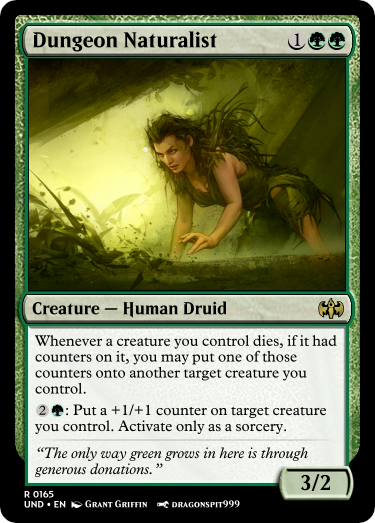 Dungeon Naturalist 1
Creature — Human Druid
Whenever a creature you control dies, if it had
counters on it, you may put one of those
counters onto another target creature you
control.
2: Put a +1/+1 counter on target creature
you control. Activate only as a sorcery.
“The only way green grows in here is through
generous donations.”
3/2
R 0165
UND • EN Grant Griffin dragonspit999